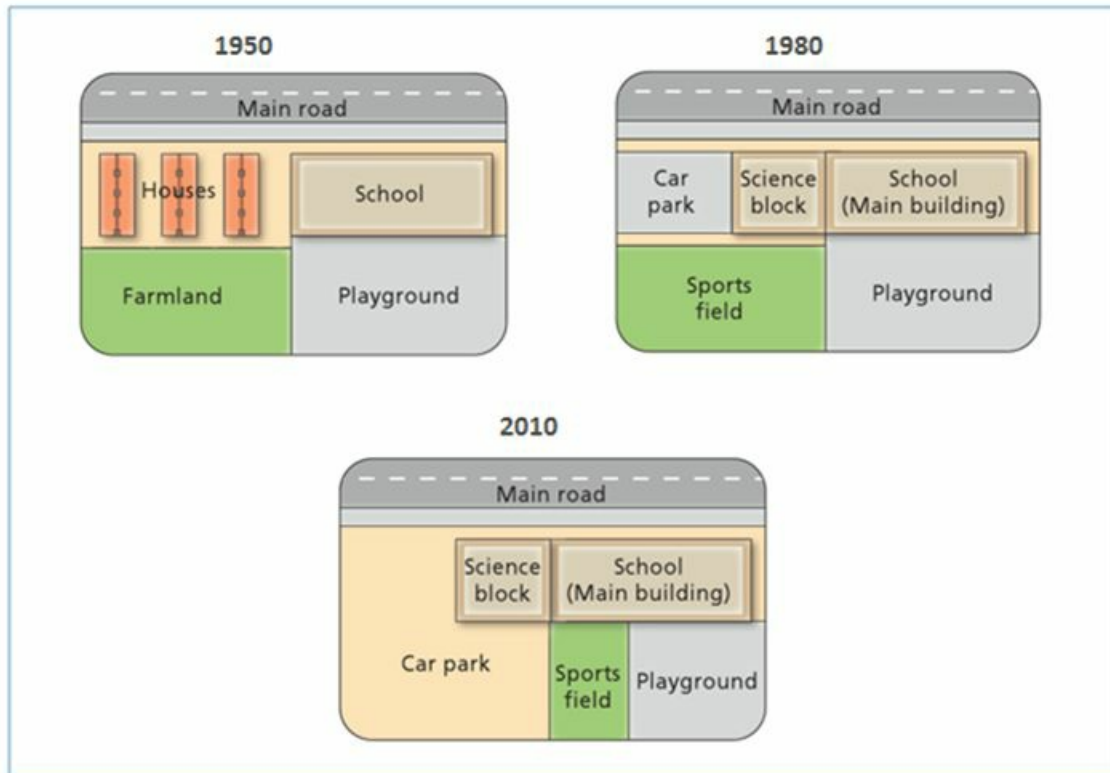 1950
Main road
Houses
School
Farmland
Playground
1980
Main road
Car
park
Science
block
School
(Main building)
Sports
field
Playground
2010
Main road
Science
block
School
(Main building)
Car park
Sports
field
Playground